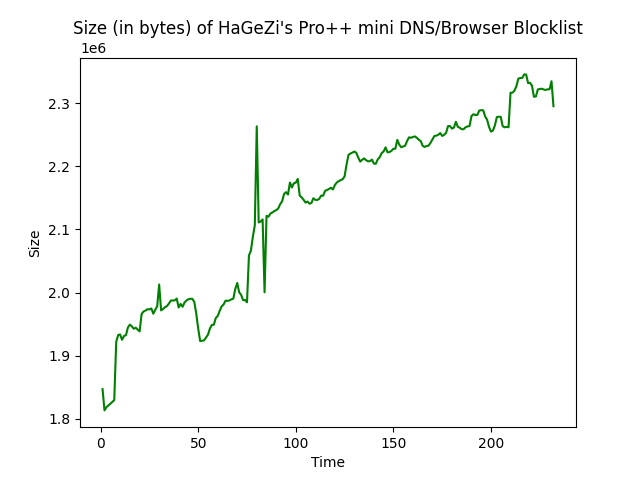 Size (in bytes) of HaGeZi's Pro++ mini DNS/Browser Blocklist
1e6
2.3
2.2
2.1
2.0
1.9
1.8
Size
0 50 100 150 200
Time